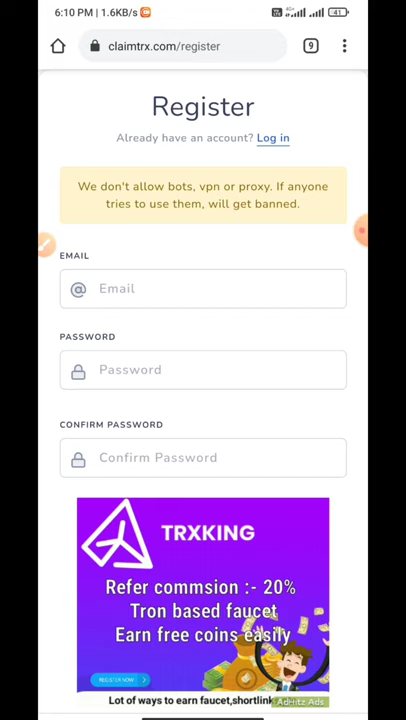 6:10 PM | 1.6KB/s
4G+
41
claimtrx.com/register
9
Register
Already have an account? Log in
We don't allow bots, vpn or proxy. If anyone
tries to use them, will get banned.
EMAIL
@ Email
PASSWORD
Password
CONFIRM PASSWORD
Confirm Password
TRXKING
Refer commsion :- 20%
Tron based faucet
Earn free coins easily
REGISTER NOW
Lot of ways to earn faucet,shortlink
Ads